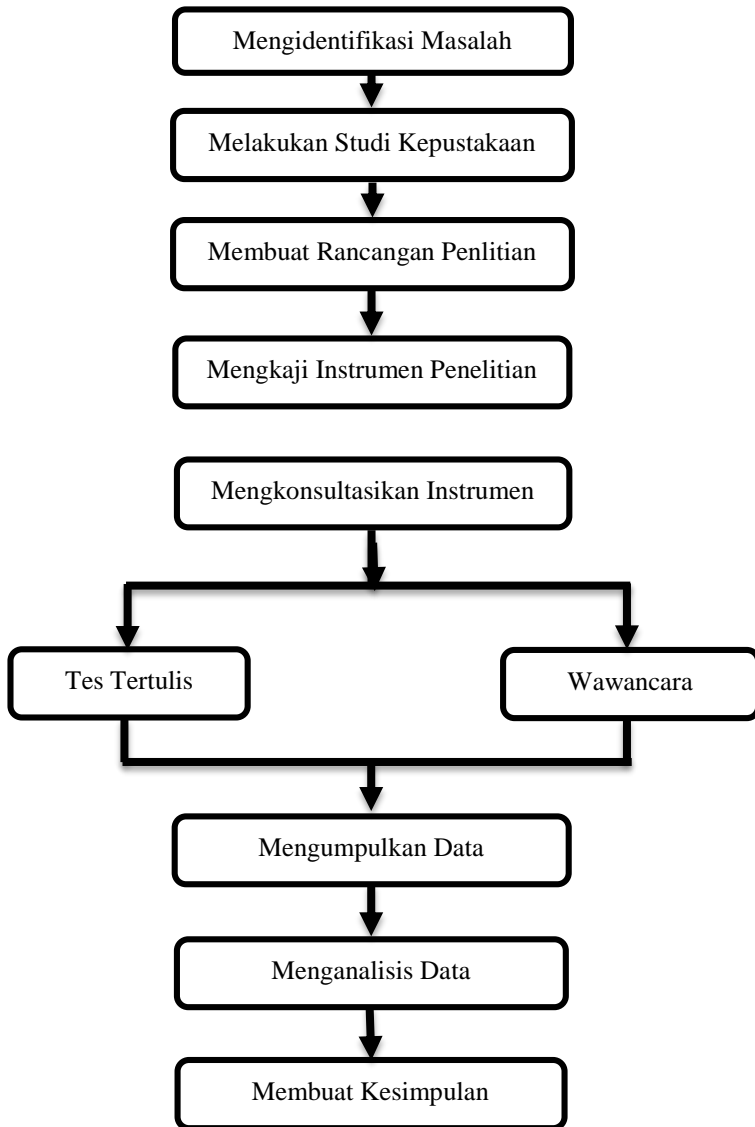 Mengidentifikasi Masalah
Melakukan Studi Kepustakaan
Membuat Rancangan Penlitian
Mengkaji Instrumen Penelitian
Mengkonsultasikan Instrumen
Tes Tertulis
Wawancara
Mengumpulkan Data
Menganalisis Data
Membuat Kesimpulan